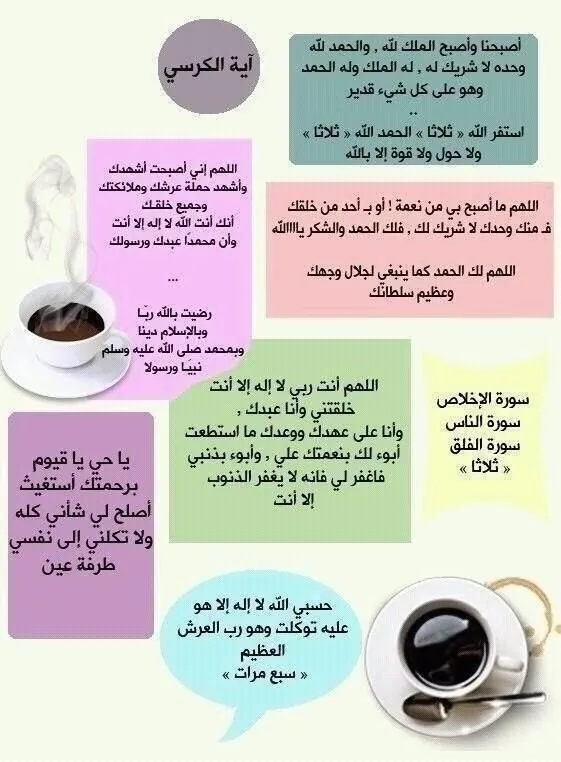 آية الكرسي
أصبحنا وأصبح الملك لله , والحمد لله
وحده لا شريك له , له الملك وله الحمد
وهو على كل شيء قدير
..
استفر الله « ثلاثا » الحمد الله « ثلاثا »
ولا حول ولا قوة إلا بالله
اللهم إني أصبحت أشهدك
وأشهد حملة عرشك وملائكتك
وجميع خلقك
أنك أنت الله لا إله إلا أنت
وأن محمدًا عبدك ورسولك
...
رضيت بالله ربّا
وبالإسلام دينا
وبمحمد صلى الله عليه وسلم
نبيّا ورسولا
اللهم ما أصبح بي من نعمة ! أو بـ أحد من خلقك
فـ منك وحدك لا شريك لك , فلك الحمد والشكر ياااالله
اللهم لك الحمد كما ينبغي لجلال وجهك
وعظيم سلطانك
اللهم أنت ربي لا إله إلا أنت
خلقتني وأنا عبدك ,
وأنا على عهدك ووعدك ما استطعت
أبوء لك بنعمتك علي , وأبوء بذنبي
فاغفر لي فانه لا يغفر الذنوب
إلا أنت
سورة الإخلاص
سورة الناس
سورة الفلق
« ثلاثا »
يا حي يا قيوم
برحمتك أستغيث
أصلح لي شأني كله
ولا تكلني إلى نفسي
طرفة عين
حسبي الله لا إله إلا هو
عليه توكلت وهو رب العرش
العظيم
« سبع مرات »